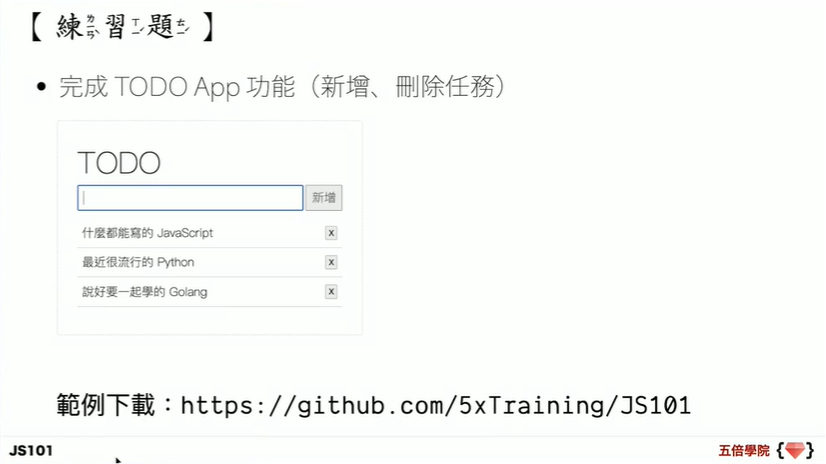 【練習題】
• 完成 TODO App 功能（新增、刪除任務）
TODO
新增
什麼都能寫的 JavaScript x
最近很流行的 Python x
說好要一起學的 Golang x
範例下載：https://github.com/5xTraining/JS101
JS101
五倍學院